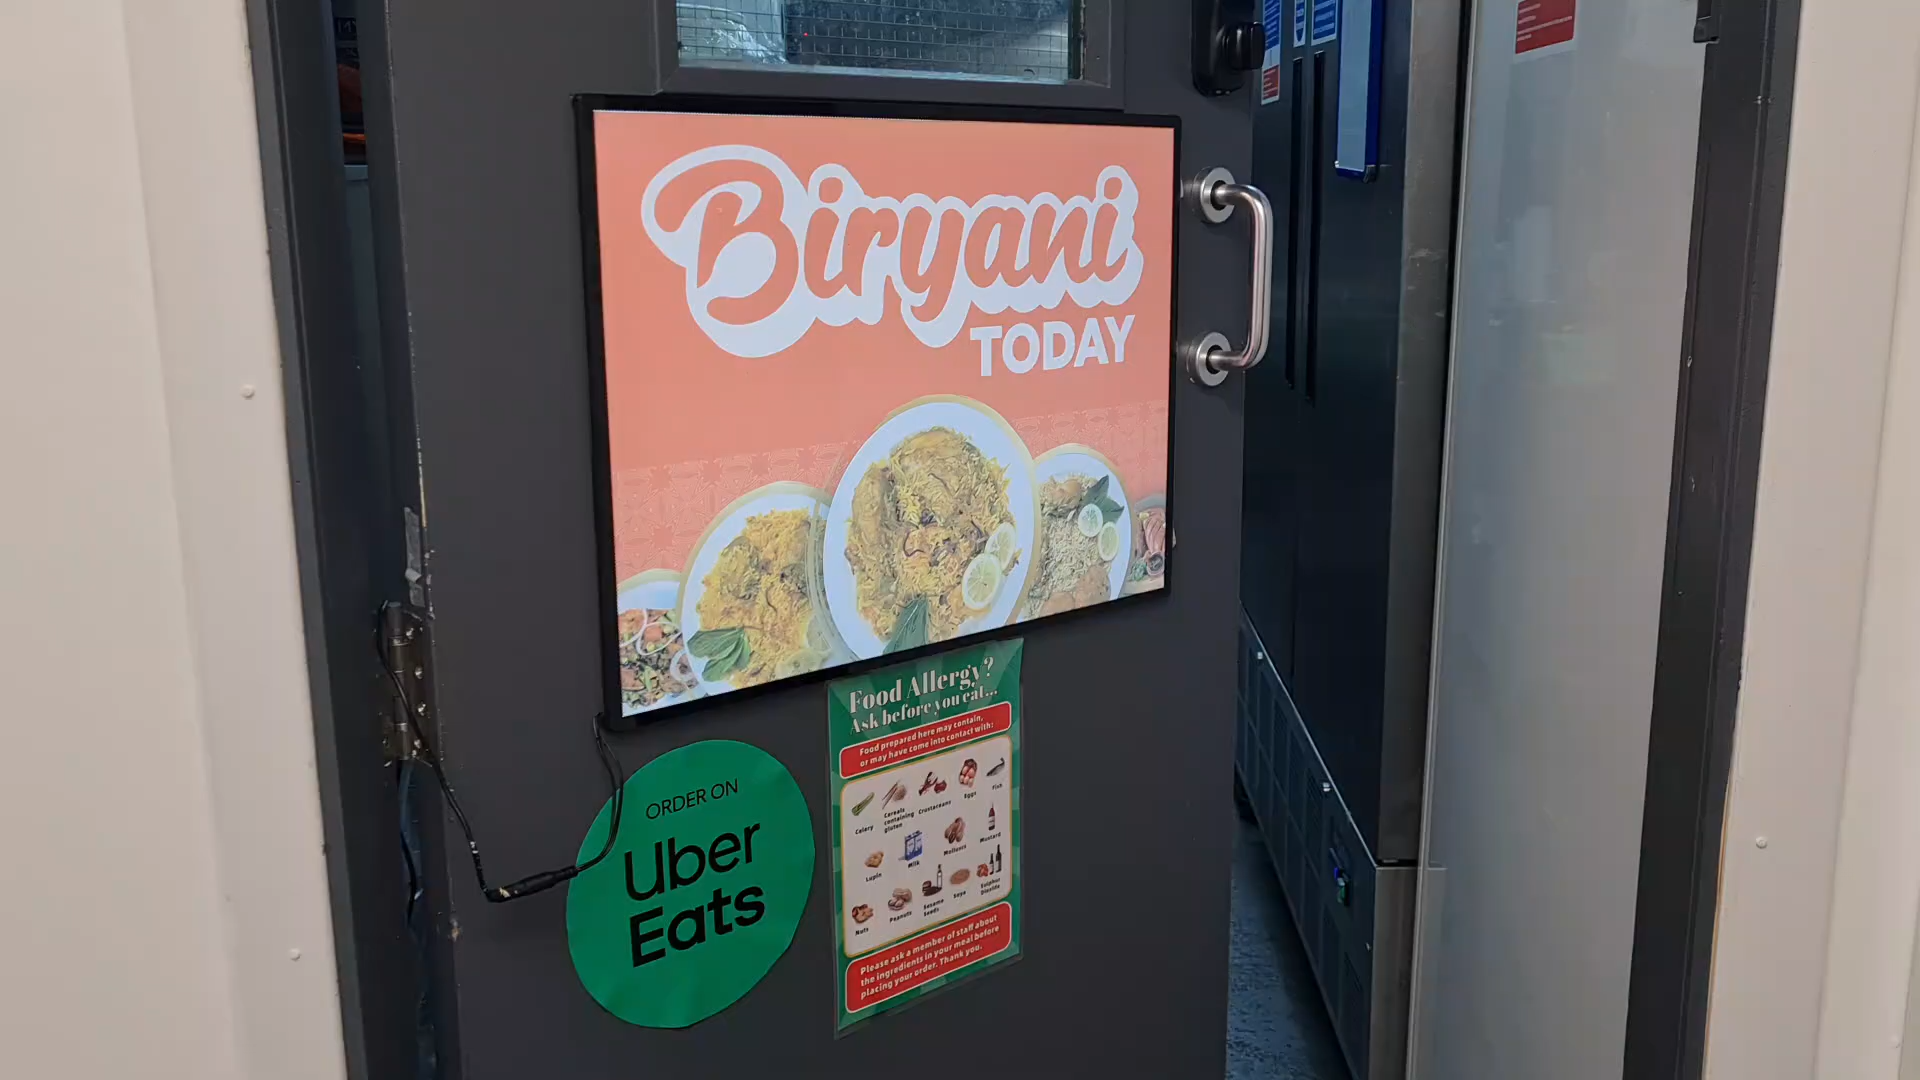 Biryani
TODAY
Food Allergy?
Ask before you eat...
Food prepared here may contain,
or may have come into contact with:
Celery
Cereals
containing
gluten
Crustaceans
Eggs
Fish
Lupin
Milk
Molluscs
Mustard
Nuts
Peanuts
Sesame
Seeds
Soya
Sulphur
Dioxide
Please ask a member of staff about
the ingredients in your meal before
placing your order. Thank you.
ORDER ON
Uber
Eats